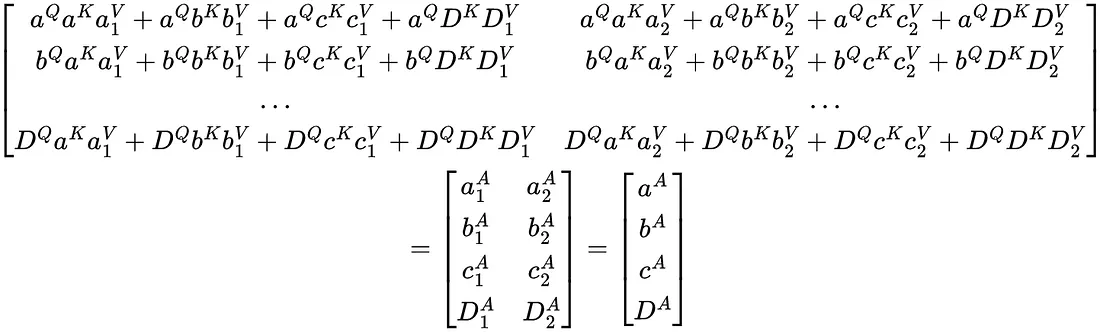 a^Q a^K a_1^V + a^Q b^K b_1^V + a^Q c^K c_1^V + a^Q D^K D_1^V    a^Q a^K a_2^V + a^Q b^K b_2^V + a^Q c^K c_2^V + a^Q D^K D_2^V
b^Q a^K a_1^V + b^Q b^K b_1^V + b^Q c^K c_1^V + b^Q D^K D_1^V    b^Q a^K a_2^V + b^Q b^K b_2^V + b^Q c^K c_2^V + b^Q D^K D_2^V
…    …
D^Q a^K a_1^V + D^Q b^K b_1^V + D^Q c^K c_1^V + D^Q D^K D_1^V    D^Q a^K a_2^V + D^Q b^K b_2^V + D^Q c^K c_2^V + D^Q D^K D_2^V
= [a_1^A a_2^A; b_1^A b_2^A; c_1^A c_2^A; D_1^A D_2^A] = [a^A; b^A; c^A; D^A]